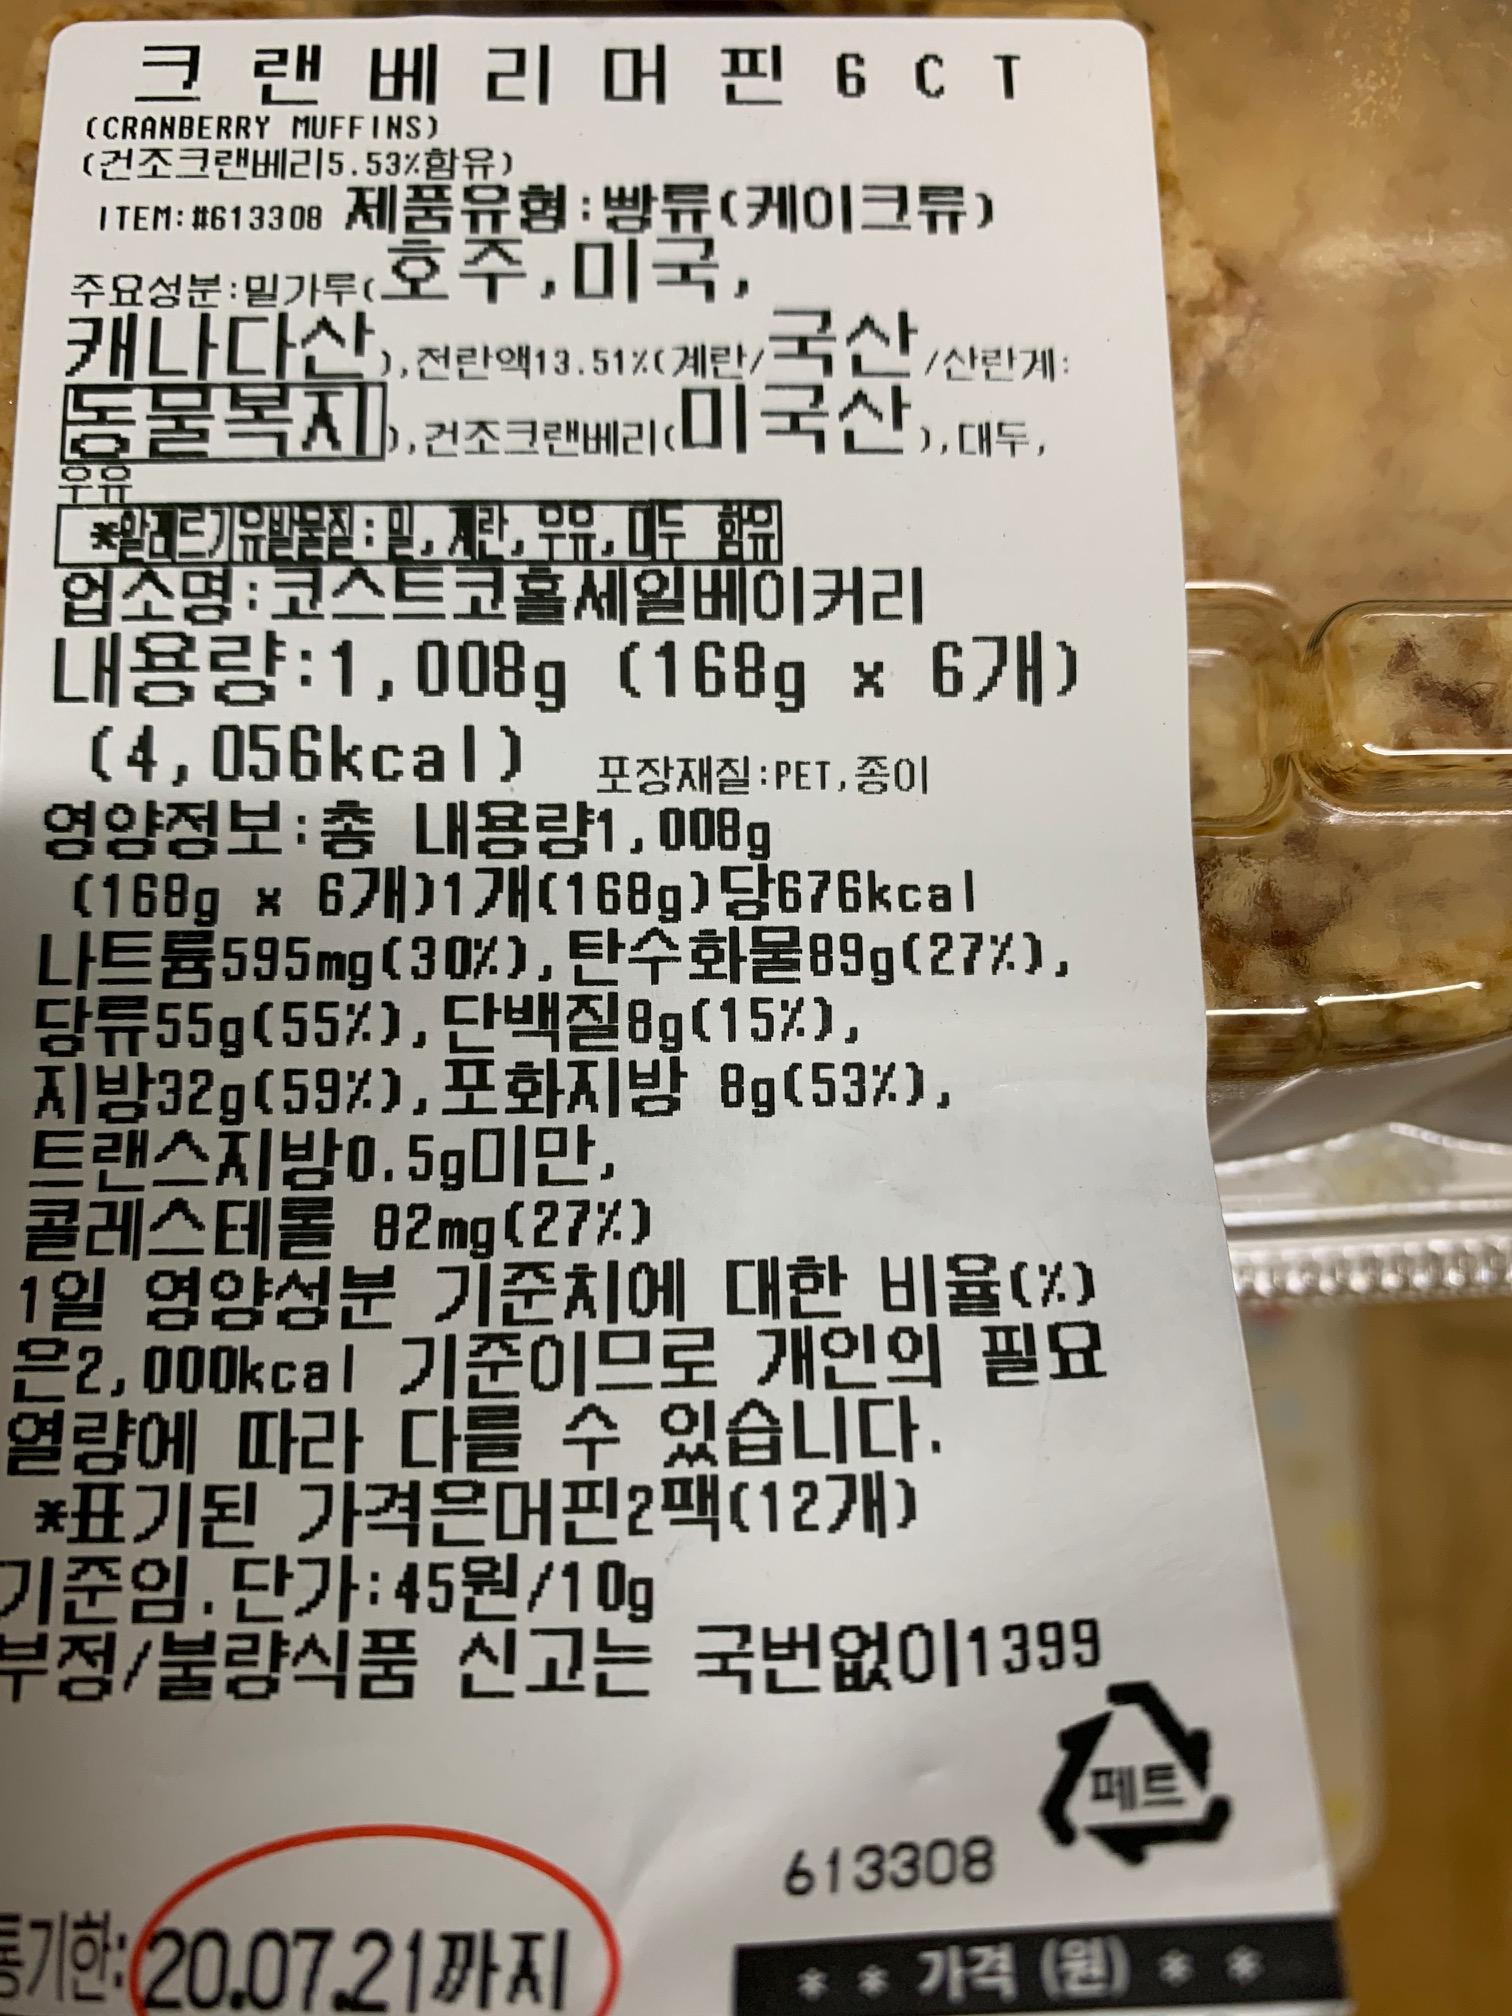 크랜베리머핀6CT
(CRANBERRY MUFFINS)
(건조크랜베리5.53%함유)
ITEM:#613308 제품유형:빵류(케이크류)
주요성분:밀가루(호주,미국,
캐나다산),전란액13.51%(계란/국산/산란계:
동물복지),건조크랜베리(미국산),대두,
우유
*알레르기유발물질:밀,계란,우유,대두 함유
업소명:코스트코홀세일베이커리
내용량:1,008g (168g x 6개)
(4,056kcal) 포장재질:PET,종이
영양정보:총 내용량1,008g
(168g x 6개)1개(168g)당676kcal
나트륨595mg(30%),탄수화물89g(27%),
당류55g(55%),단백질8g(15%),
지방32g(59%),포화지방 8g(53%),
트랜스지방0.5g미만,
콜레스테롤 82mg(27%)
1일 영양성분 기준치에 대한 비율(%)
은2,000kcal 기준이므로 개인의 필요
열량에 따라 다를 수 있습니다.
*표기된 가격은머핀2팩(12개)
기준임.단가:45원/10g
부정/불량식품 신고는 국번없이1399
페트
613308
통기한:20.07.21까지
** 가격 (원) **